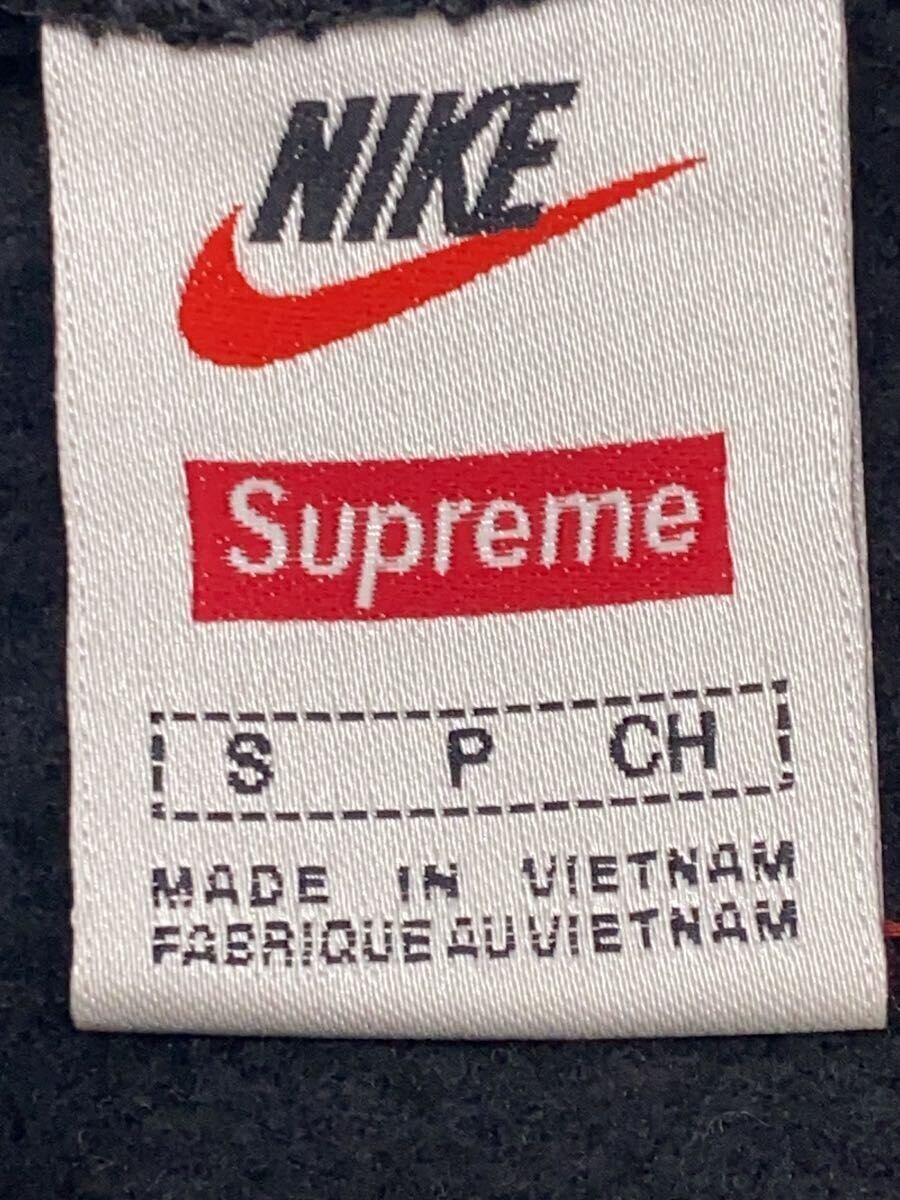 NIKE
Supreme
S P CH
MADE IN VIETNAM
FABRIQUE AU VIETNAM